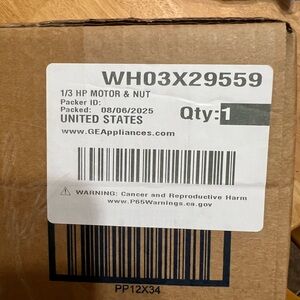 WH03X29559
1/3 HP MOTOR & NUT
Packer ID:
Packed: 08/06/2025
UNITED STATES
Qty:1
www.GEAppliances.com
⚠ WARNING: Cancer and Reproductive Harm
www.P65Warnings.ca.gov
PP12X34